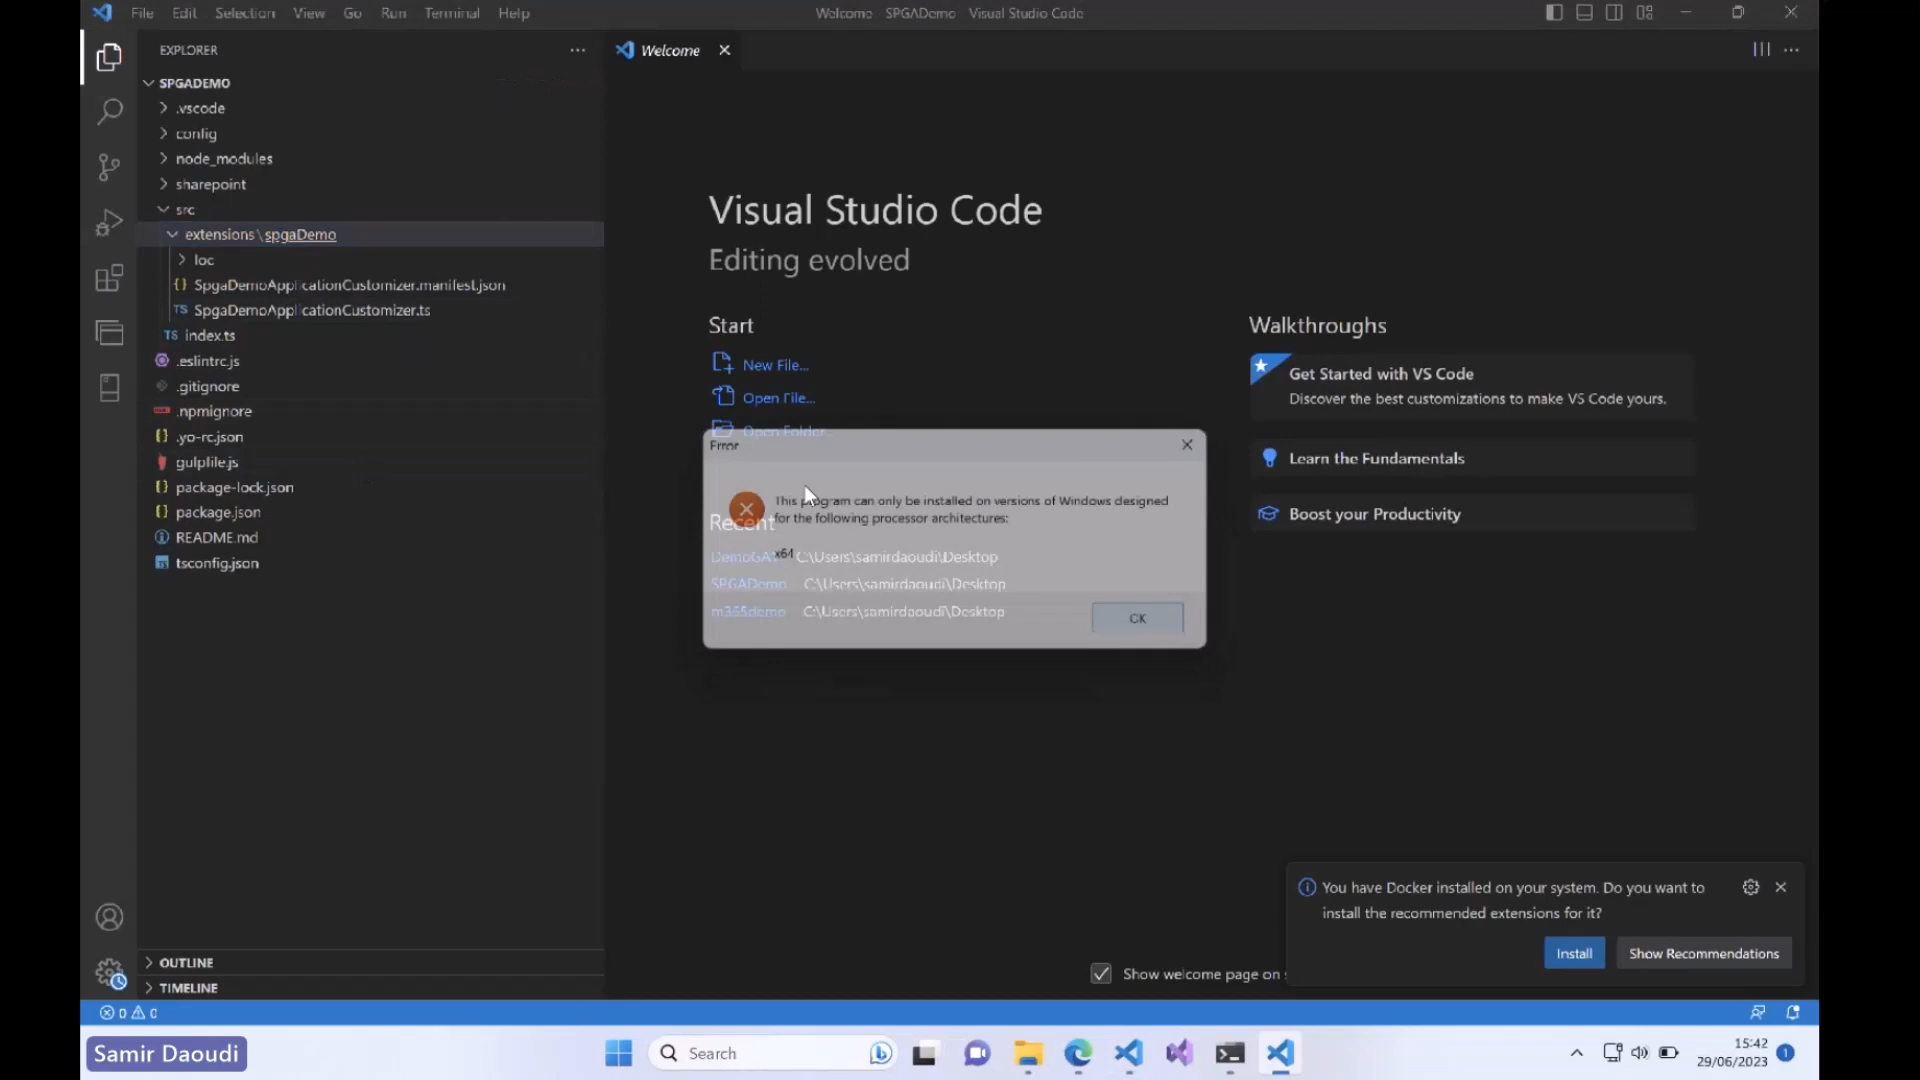 File Edit Selection View Go Run Terminal Help
Welcome SPGADemo Visual Studio Code
EXPLORER
Welcome
SPGADEMO
.vscode
config
node_modules
sharepoint
src
extensions\spgaDemo
loc
SpgaDemoApplicationCustomizer.manifest.json
SpgaDemoApplicationCustomizer.ts
index.ts
.eslintrc.js
.gitignore
.npmignore
.yo-rc.json
gulpfile.js
package-lock.json
package.json
README.md
tsconfig.json
OUTLINE
TIMELINE
Visual Studio Code
Editing evolved
Start
New File...
Open File...
Open Folder...
Error
This program can only be installed on versions of Windows designed
for the following processor architectures:
x64
OK
Recent
C:\Users\samirdaoudi\Desktop
SPGADemo C:\Users\samirdaoudi\Desktop
m365demo C:\Users\samirdaoudi\Desktop
Walkthroughs
Get Started with VS Code
Discover the best customizations to make VS Code yours.
Learn the Fundamentals
Boost your Productivity
You have Docker installed on your system. Do you want to
install the recommended extensions for it?
Install Show Recommendations
Show welcome page on
0 0
Samir Daoudi
Search
15:42
29/06/2023
1